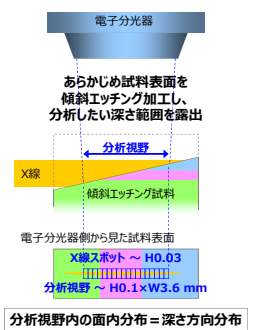 電子分光器
あらかじめ試料表面を
傾斜エッチング加工し、
分析したい深さ範囲を露出
分析視野
X線
傾斜エッチング試料
電子分光器側から見た試料表面
X線スポット ~ H0.03
分析視野 ~ H0.1×W3.6 mm
分析視野内の面内分布=深さ方向分布